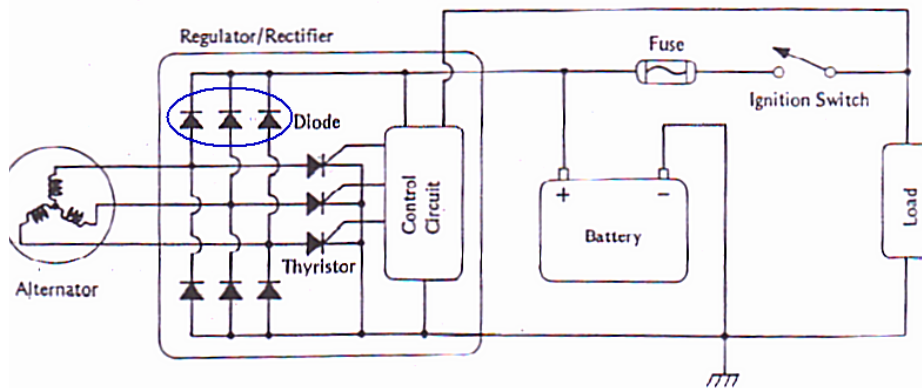 Regulator/Rectifier
Fuse
Ignition Switch
Diode
Control
Circuit
+
−
Battery
Load
Thyristor
Alternator